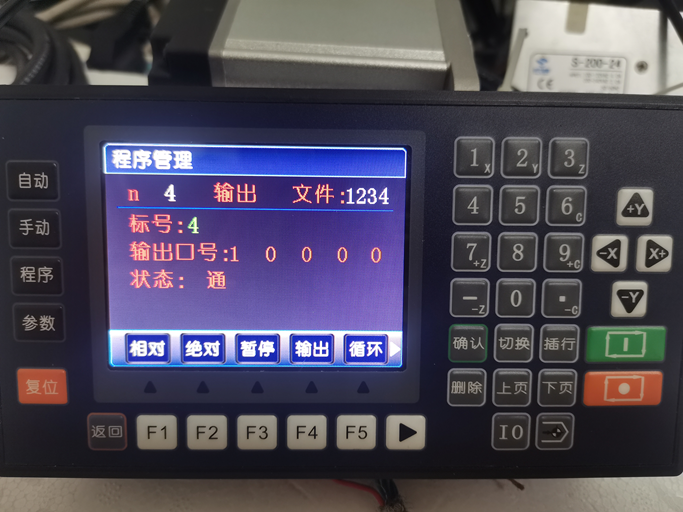 S-200-24
CE
程序管理
n 4 输出 文件:1234
标号:4
输出口号:1 0 0 0 0
状态: 通
相对 绝对 暂停 输出 循环
自动
手动
程序
参数
复位
返回 F1 F2 F3 F4 F5
1X 2Y 3Z
4 5 6C
7+Z 8 9+C
-Z 0 .-C
确认 切换 插行
删除 上页 下页
IO
+Y
-X X+
-Y